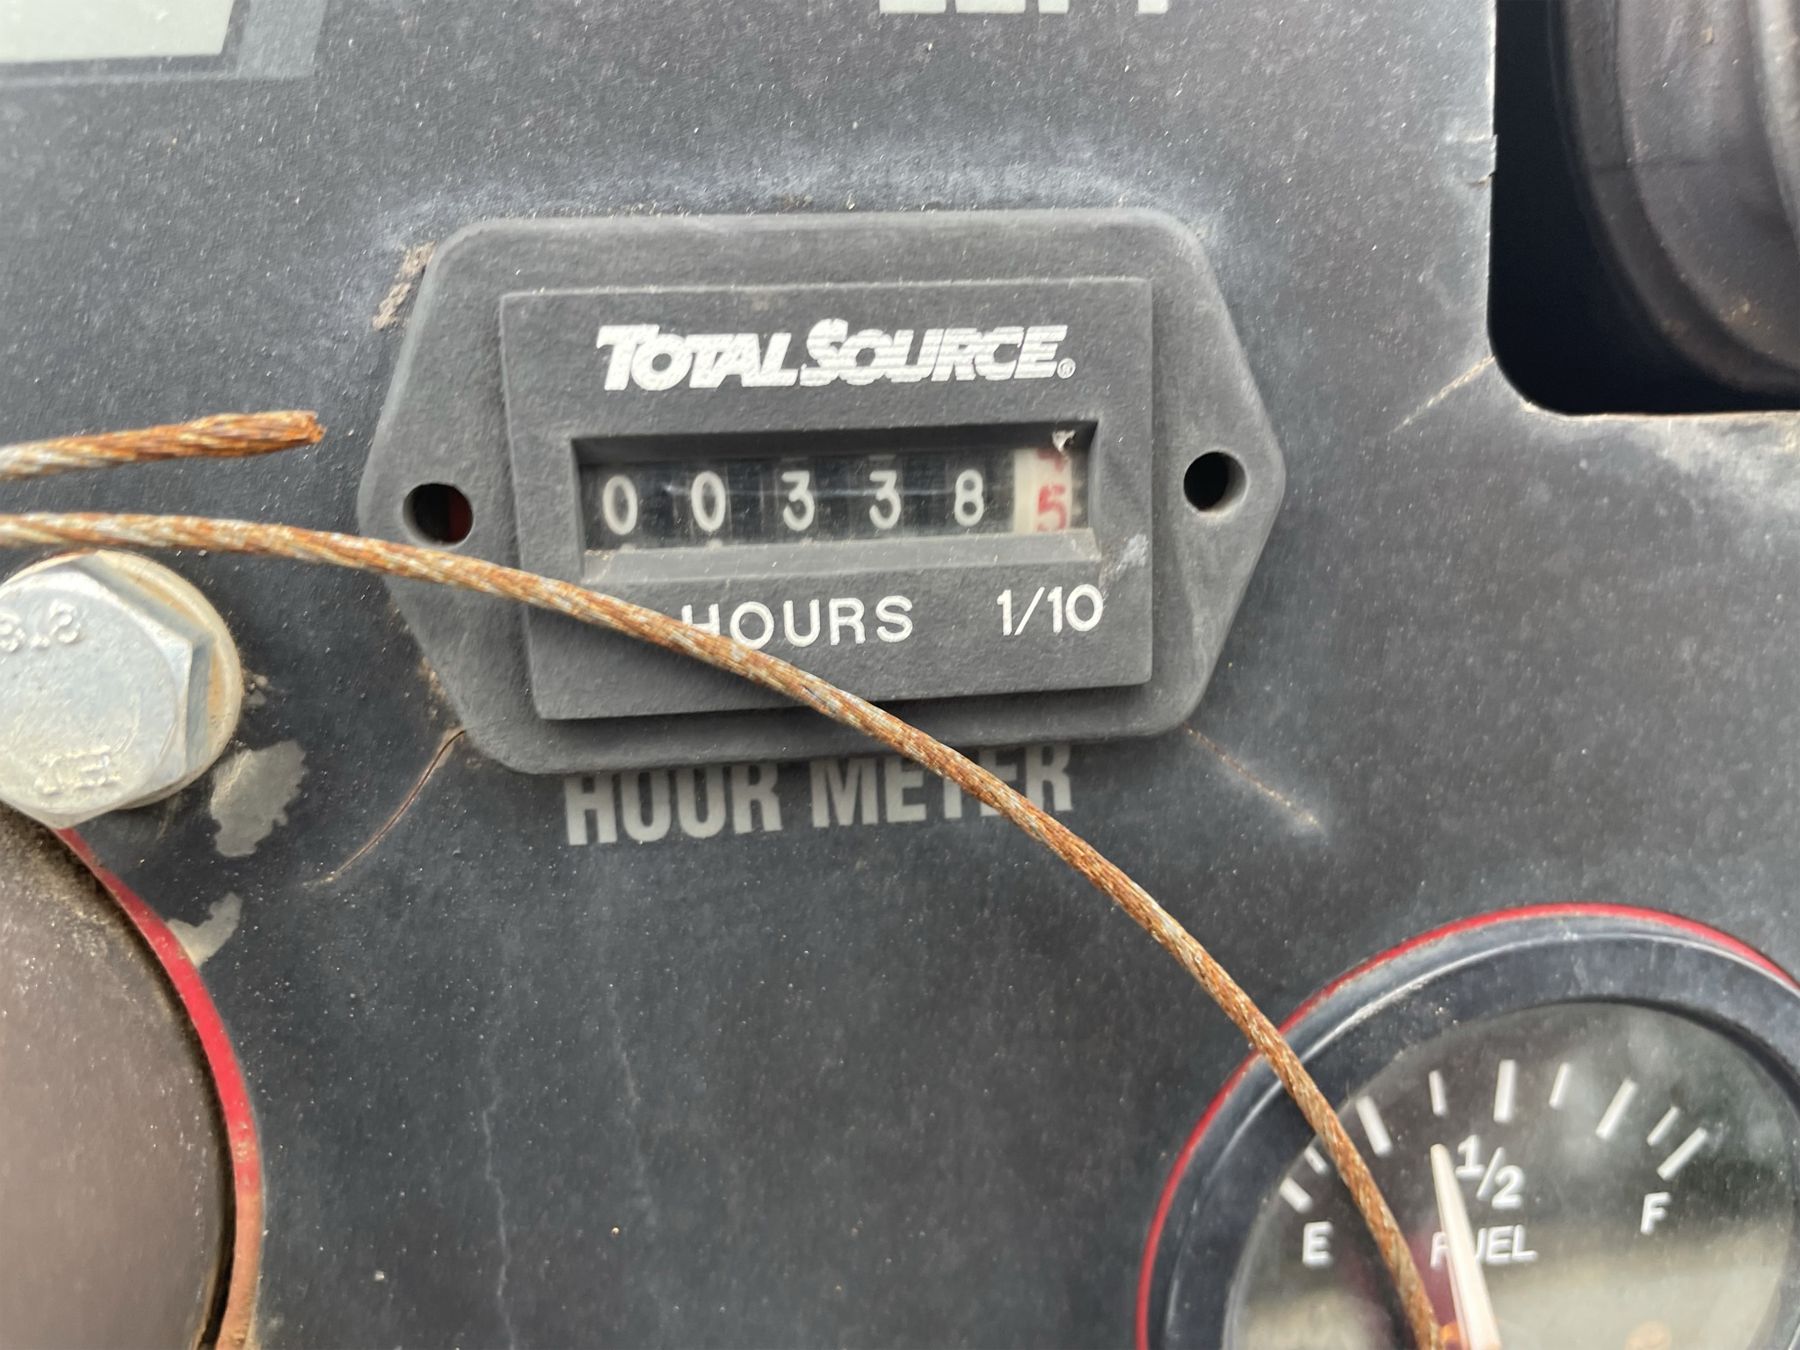 TOTALSOURCE®
0 0 3 3 8 5
HOURS 1/10
HOUR METER
1/2
E FUEL F